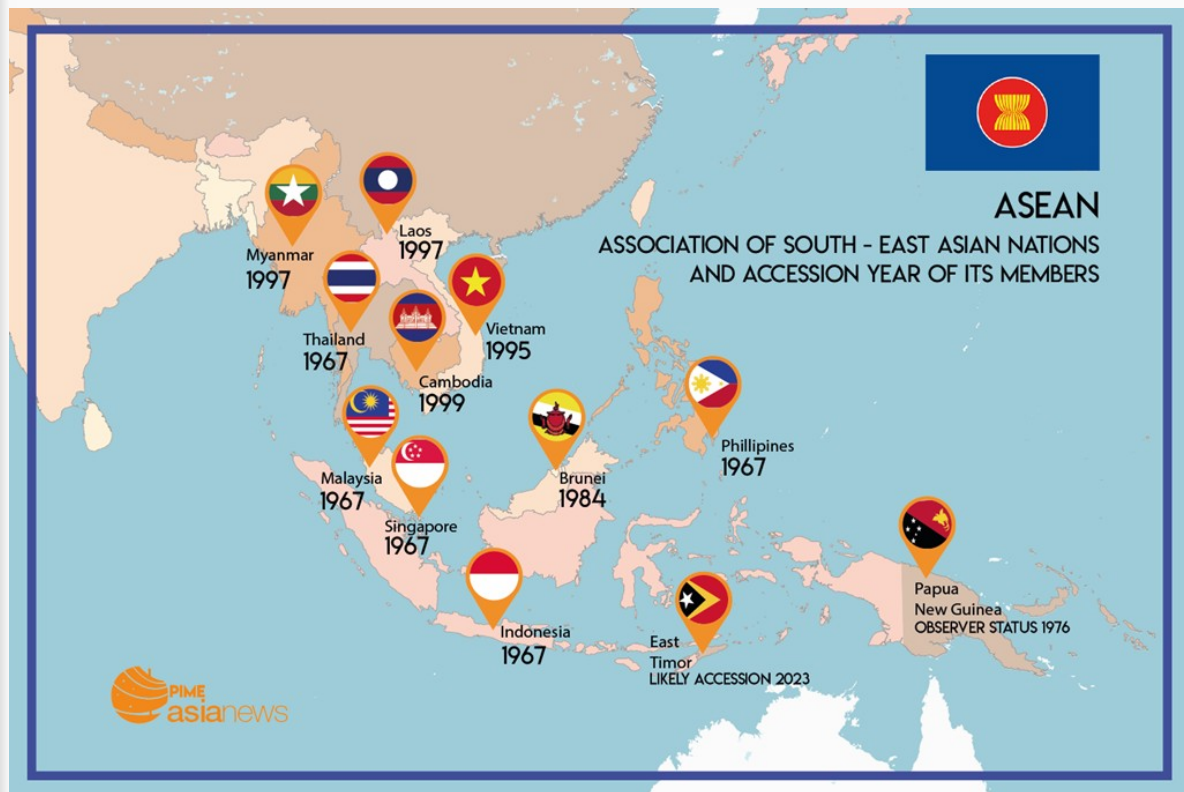 ASEAN
ASSOCIATION OF SOUTH - EAST ASIAN NATIONS
AND ACCESSION YEAR OF ITS MEMBERS
Myanmar
1997
Laos
1997
Thailand
1967
Vietnam
1995
Cambodia
1999
Malaysia
1967
Singapore
1967
Brunei
1984
Phillipines
1967
Indonesia
1967
East
Timor
LIKELY ACCESSION 2023
Papua
New Guinea
OBSERVER STATUS 1976
PIME
asianews